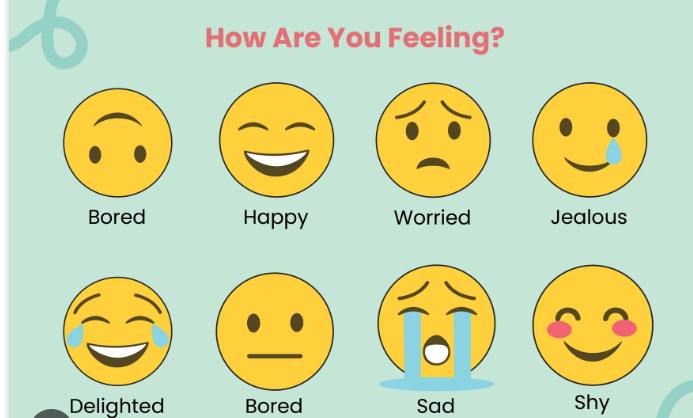 How Are You Feeling?
Bored Happy Worried Jealous
Delighted Bored Sad Shy